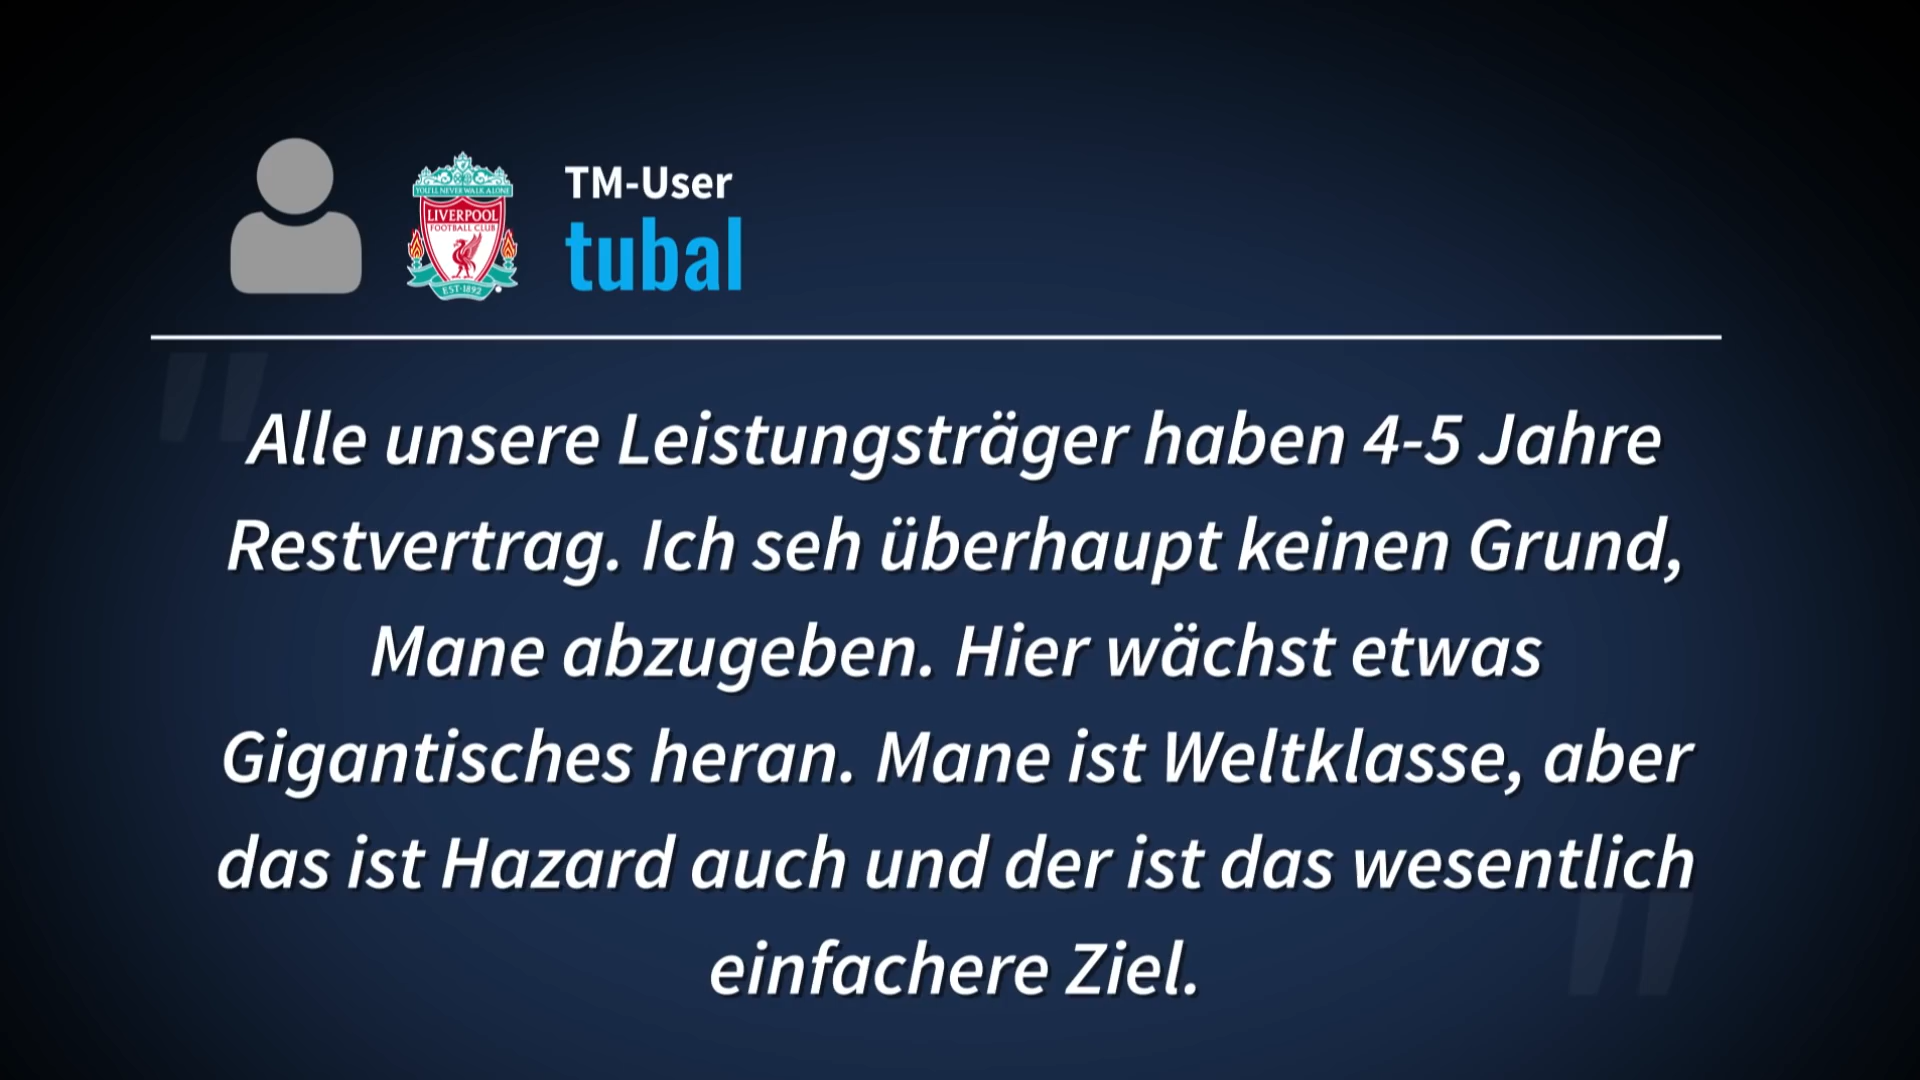 YOU'LL NEVER WALK ALONE
LIVERPOOL
FOOTBALL CLUB
EST·1892
TM-User
tubal
"
Alle unsere Leistungsträger haben 4-5 Jahre
Restvertrag. Ich seh überhaupt keinen Grund,
Mane abzugeben. Hier wächst etwas
Gigantisches heran. Mane ist Weltklasse, aber
das ist Hazard auch und der ist das wesentlich
einfachere Ziel.
"